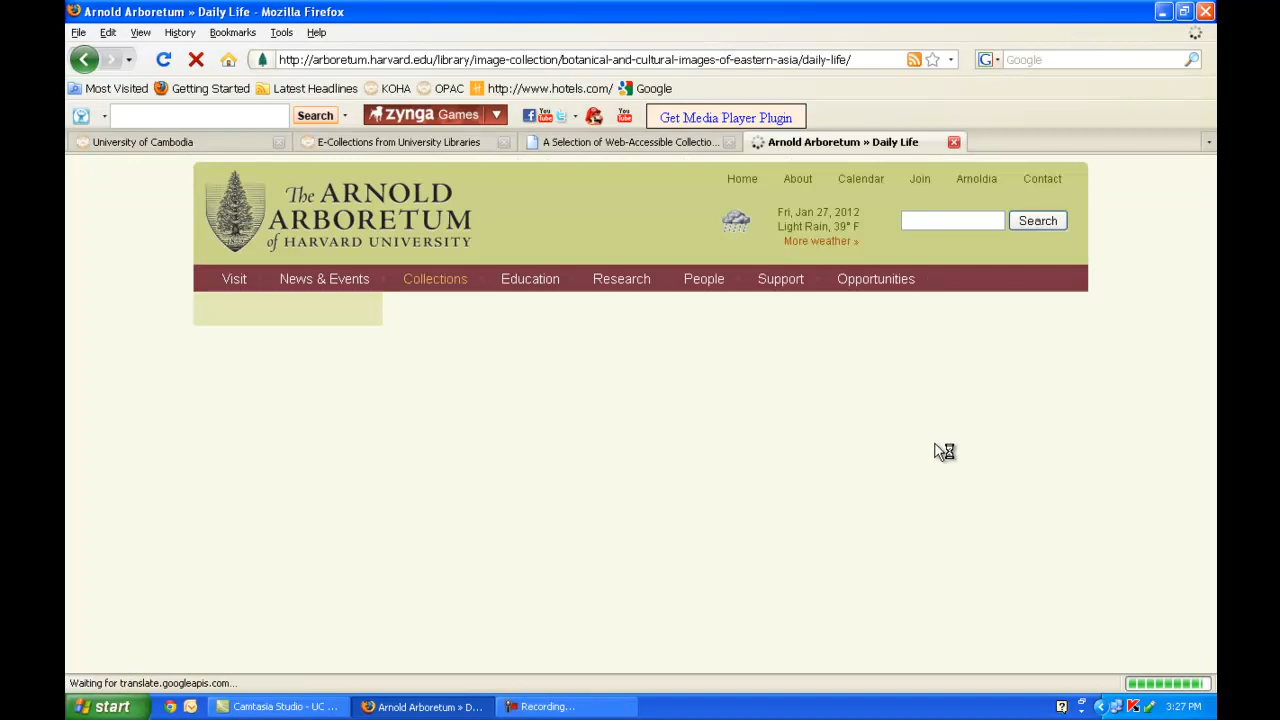 Arnold Arboretum » Daily Life - Mozilla Firefox
File Edit View History Bookmarks Tools Help
http://arboretum.harvard.edu/library/image-collection/botanical-and-cultural-images-of-eastern-asia/daily-life/
Google
Most Visited Getting Started Latest Headlines KOHA OPAC http://www.hotels.com/ Google
Search zynga Games You Tube You Tube Get Media Player Plugin
University of Cambodia E-Collections from University Libraries A Selection of Web-Accessible Collectio... Arnold Arboretum » Daily Life
Home About Calendar Join Arnoldia Contact
The ARNOLD
ARBORETUM
of HARVARD UNIVERSITY
Fri, Jan 27, 2012
Light Rain, 39° F
More weather »
Search
Visit News & Events Collections Education Research People Support Opportunities
Waiting for translate.googleapis.com...
start Camtasia Studio - UC ... Arnold Arboretum » D... Recording... 3:27 PM